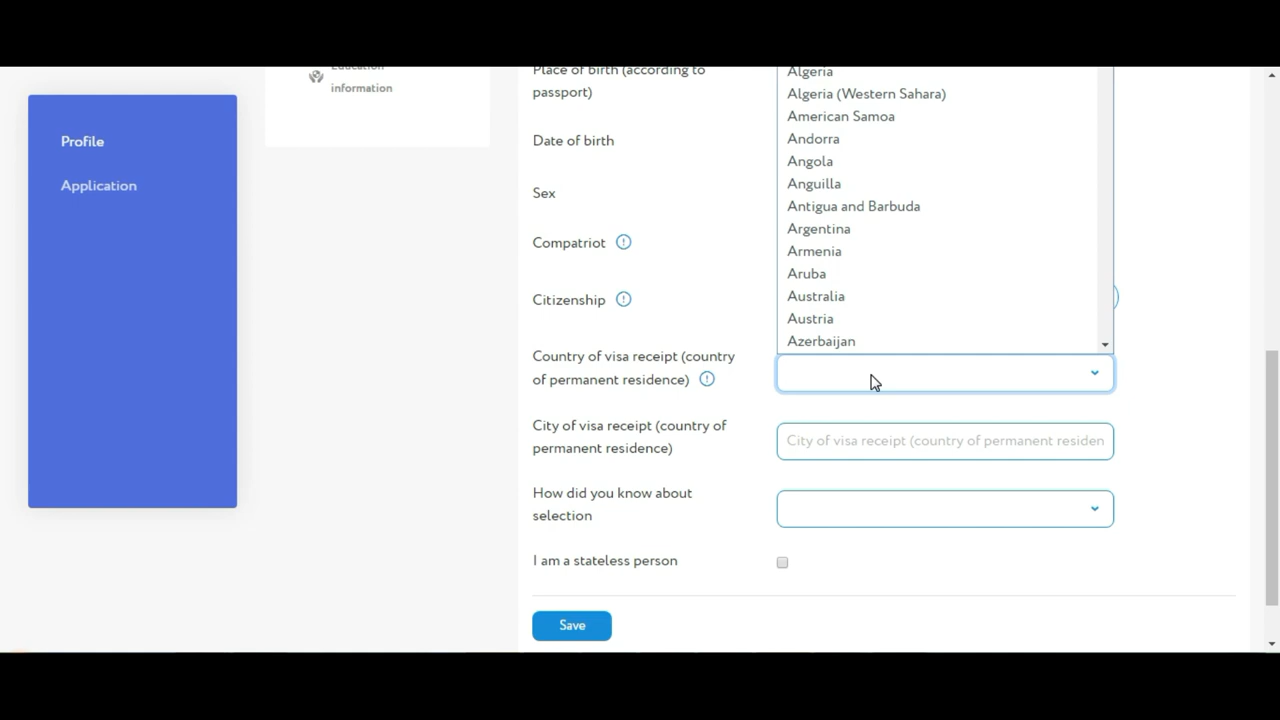 Profile
Application
Education
information
Place of birth (according to
passport)
Date of birth
Sex
Compatriot
Citizenship
Country of visa receipt (country
of permanent residence)
City of visa receipt (country of
permanent residence)
How did you know about
selection
I am a stateless person
Save
Algeria
Algeria (Western Sahara)
American Samoa
Andorra
Angola
Anguilla
Antigua and Barbuda
Argentina
Armenia
Aruba
Australia
Austria
Azerbaijan
City of visa receipt (country of permanent residen